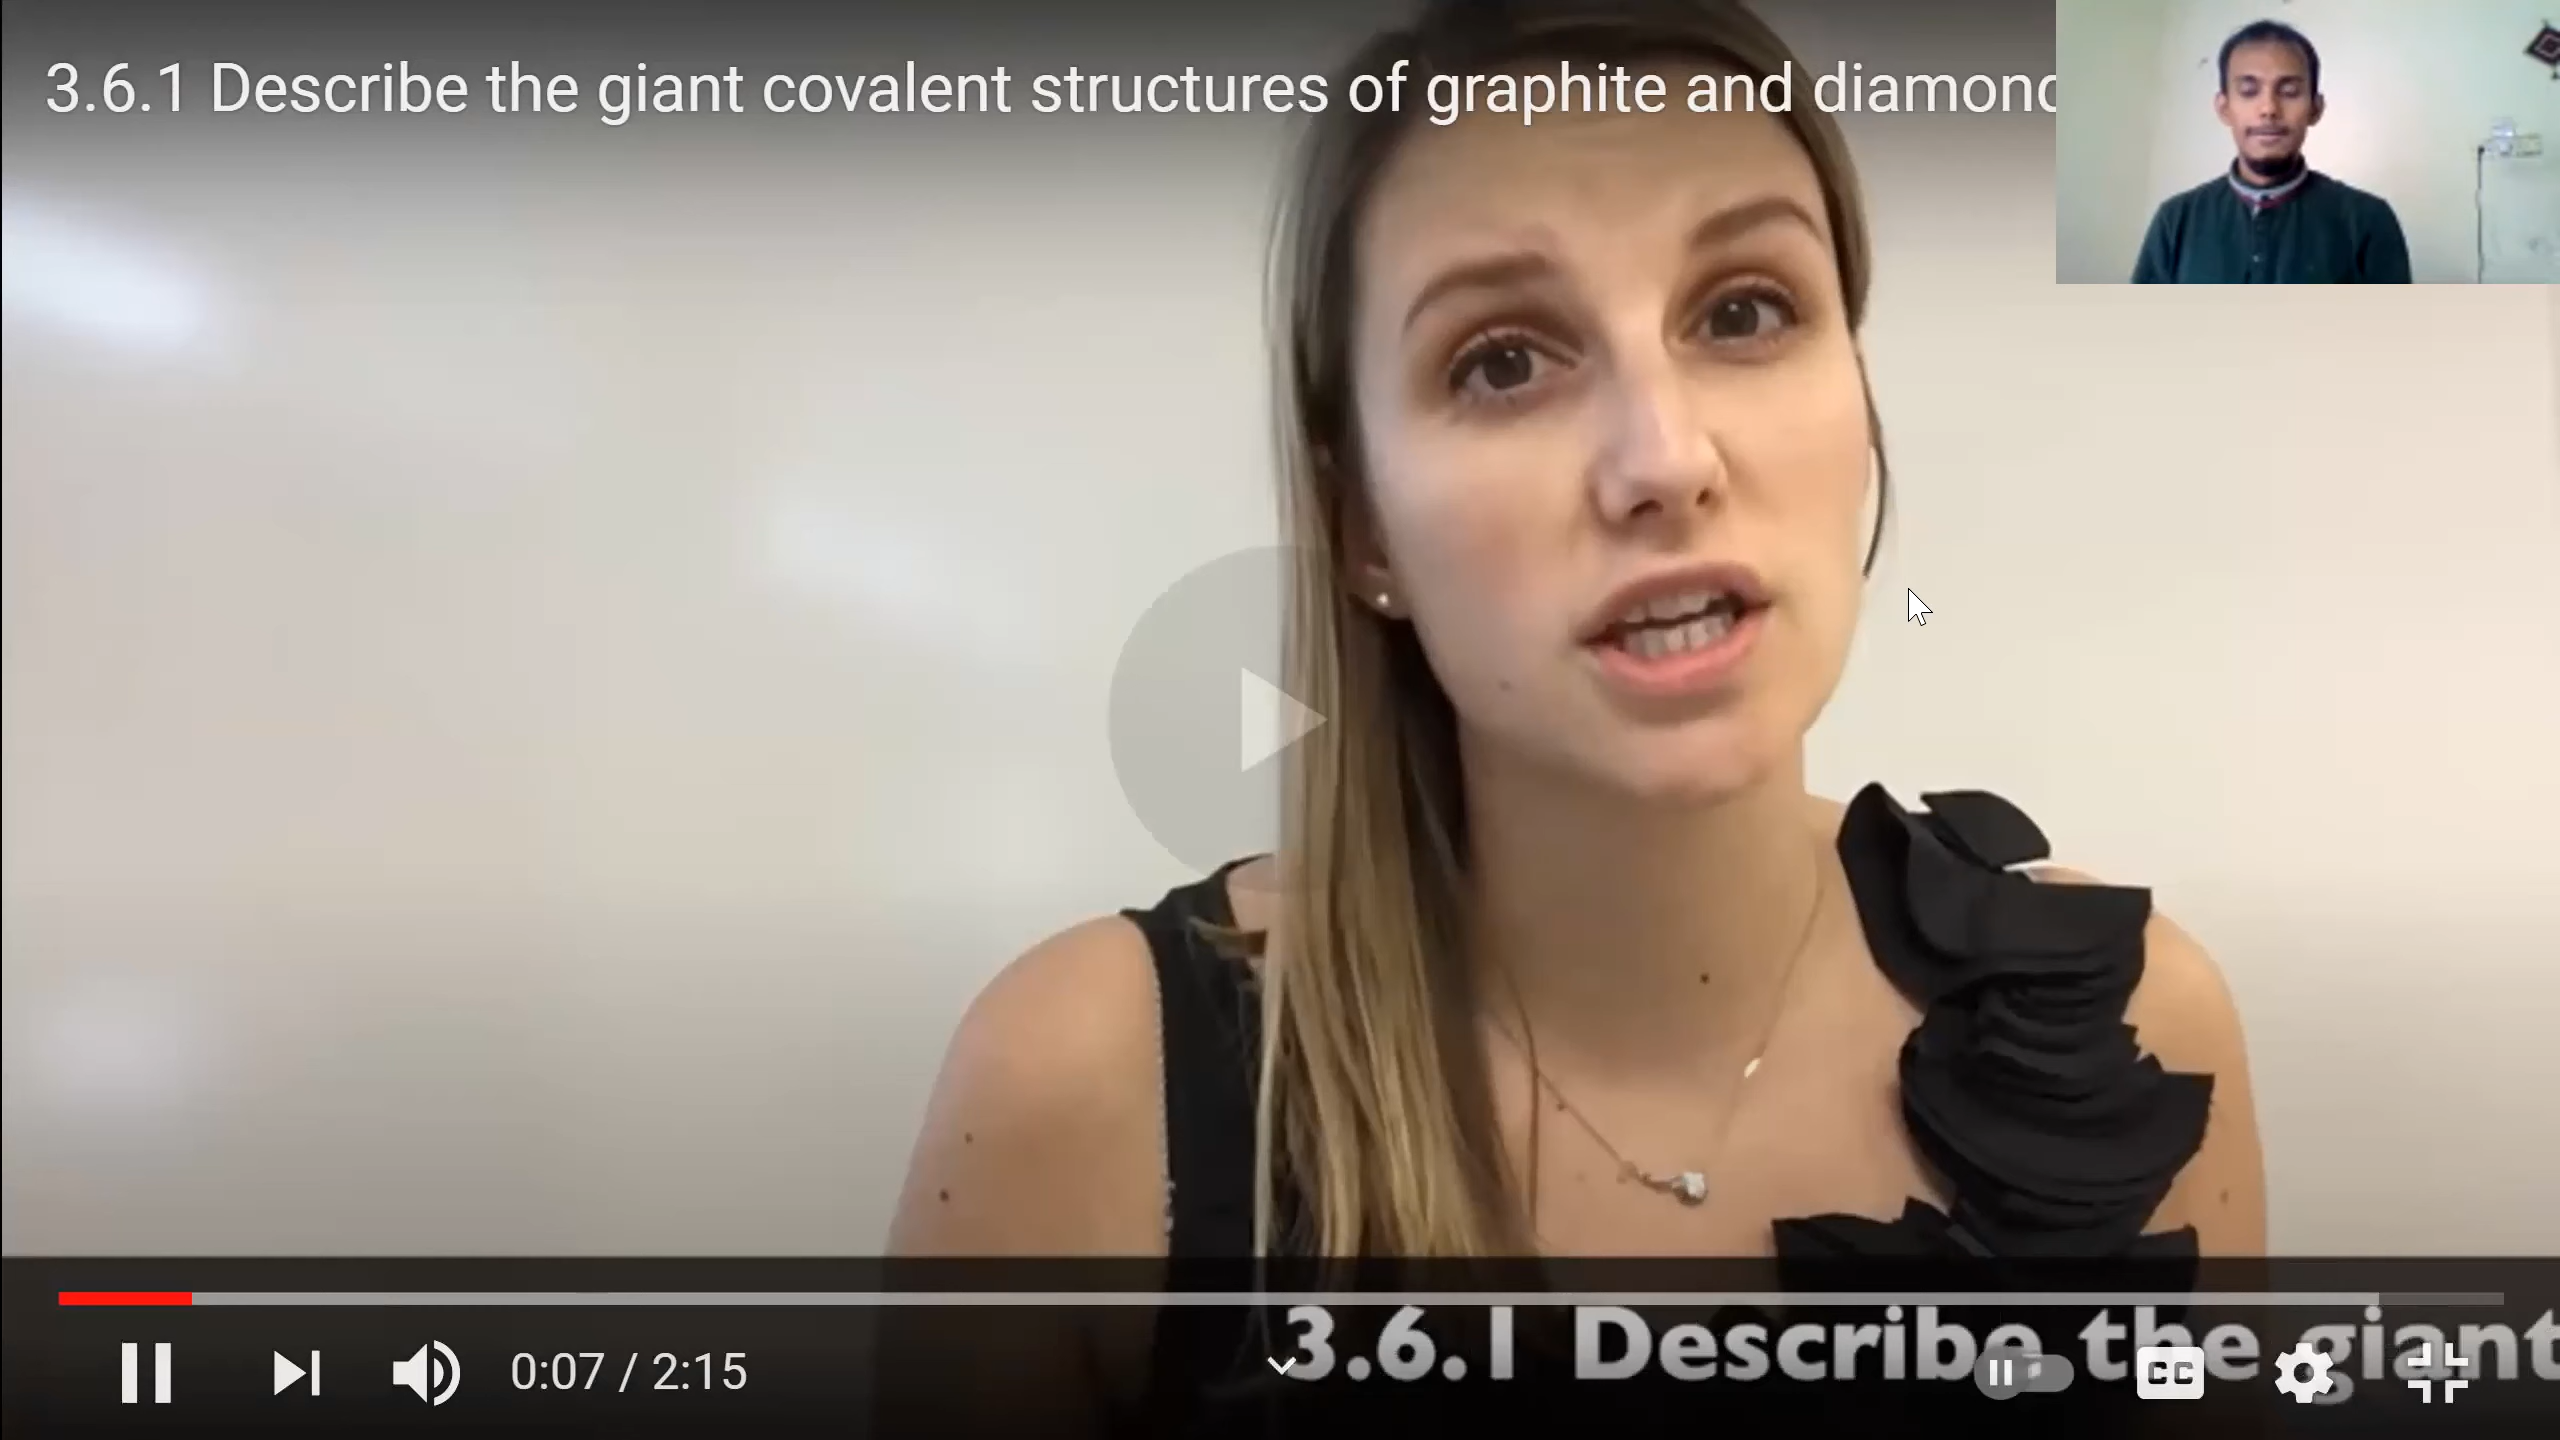 3.6.1 Describe the giant covalent structures of graphite and diamond
0:07 / 2:15
3.6.1 Describe the giant
CC